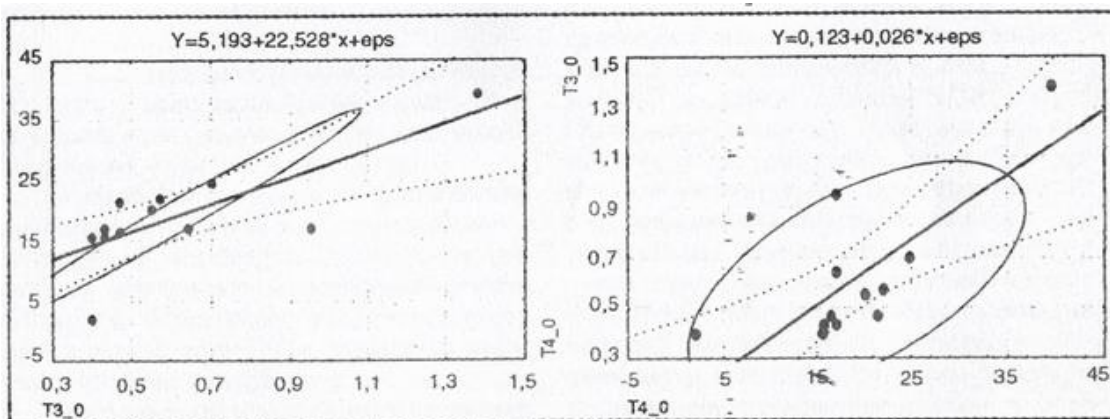 Y=5,193+22,528*x+eps
45
35
25
15
5
-5
0,3 0,5 0,7 0,9 1,1 1,3 1,5
T3_0
T4_0
Y=0,123+0,026*x+eps
T3_0
1,5
1,3
1,1
0,9
0,7
0,5
0,3
-5 5 15 25 35 45
T4_0